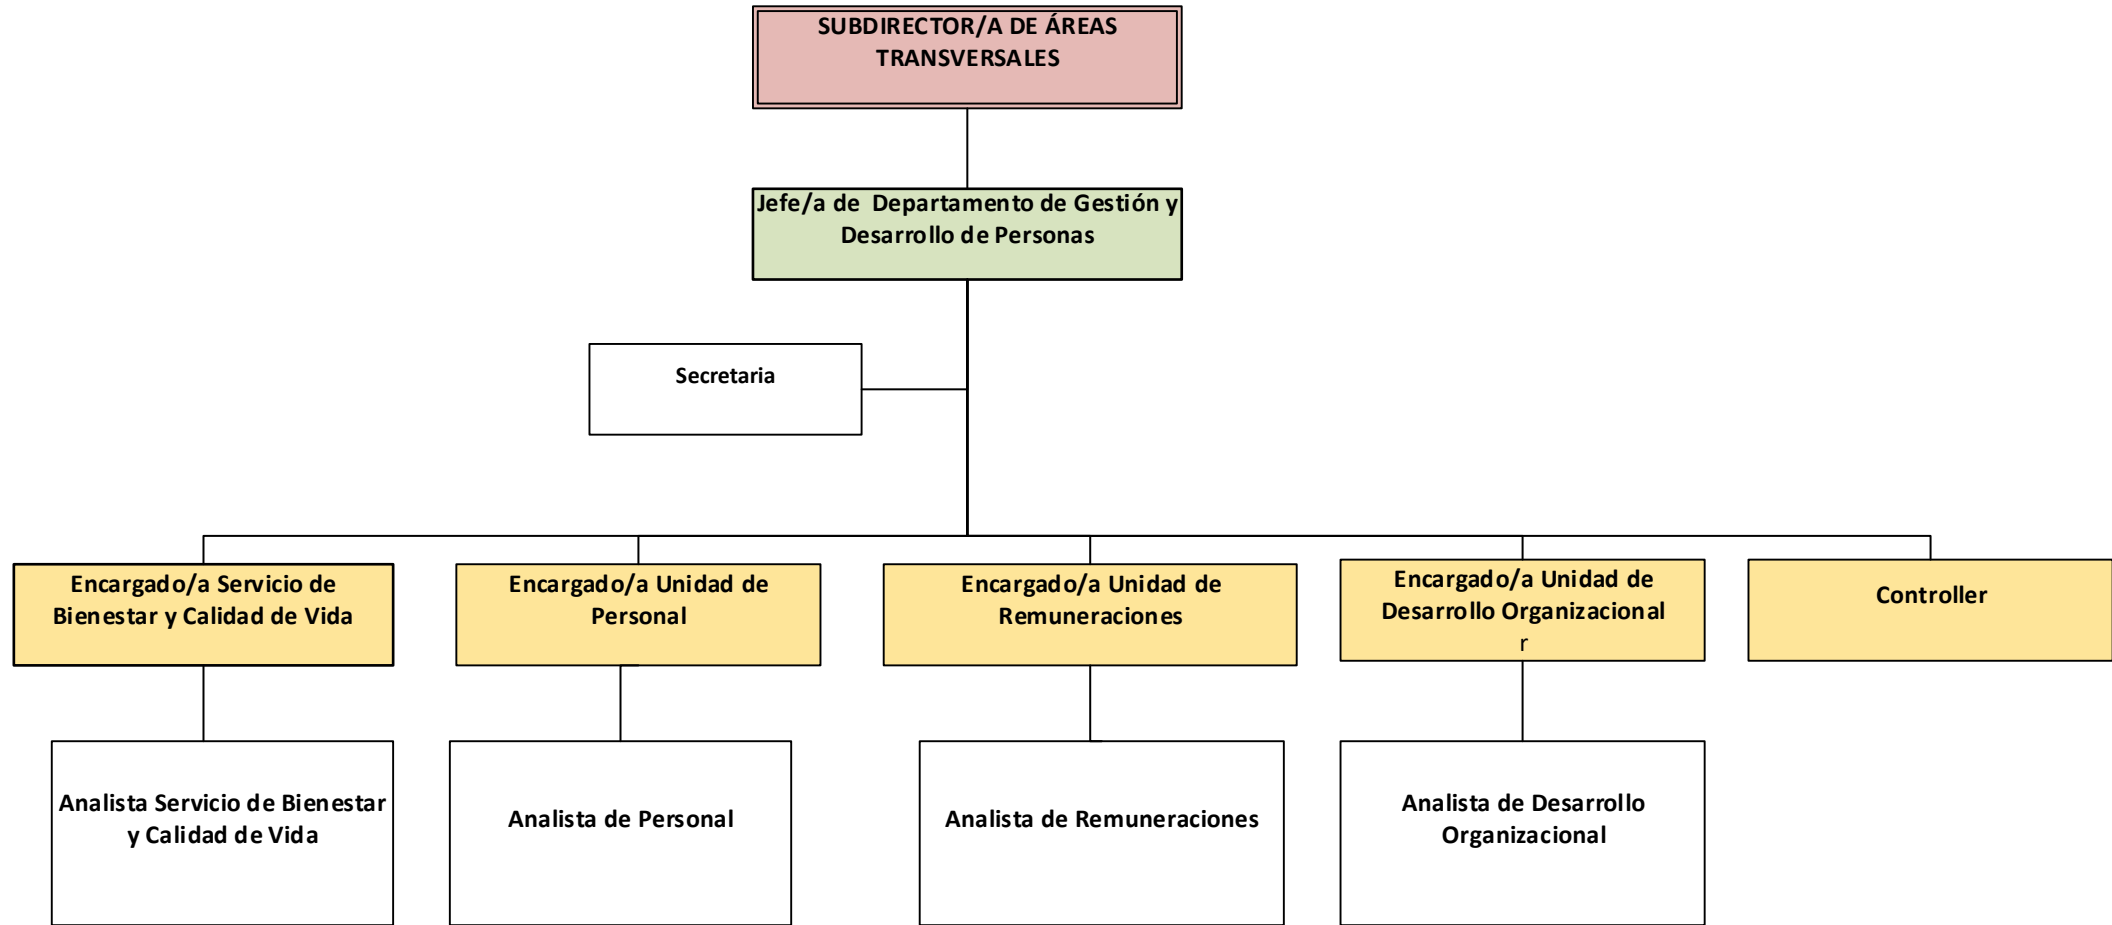 SUBDIRECTOR/A DE ÁREAS
TRANSVERSALES
Jefe/a de Departamento de Gestión y
Desarrollo de Personas
Secretaria
Encargado/a Servicio de
Bienestar y Calidad de Vida
Encargado/a Unidad de
Personal
Encargado/a Unidad de
Remuneraciones
Encargado/a Unidad de
Desarrollo Organizacional
r
Controller
Analista Servicio de Bienestar
y Calidad de Vida
Analista de Personal
Analista de Remuneraciones
Analista de Desarrollo
Organizacional